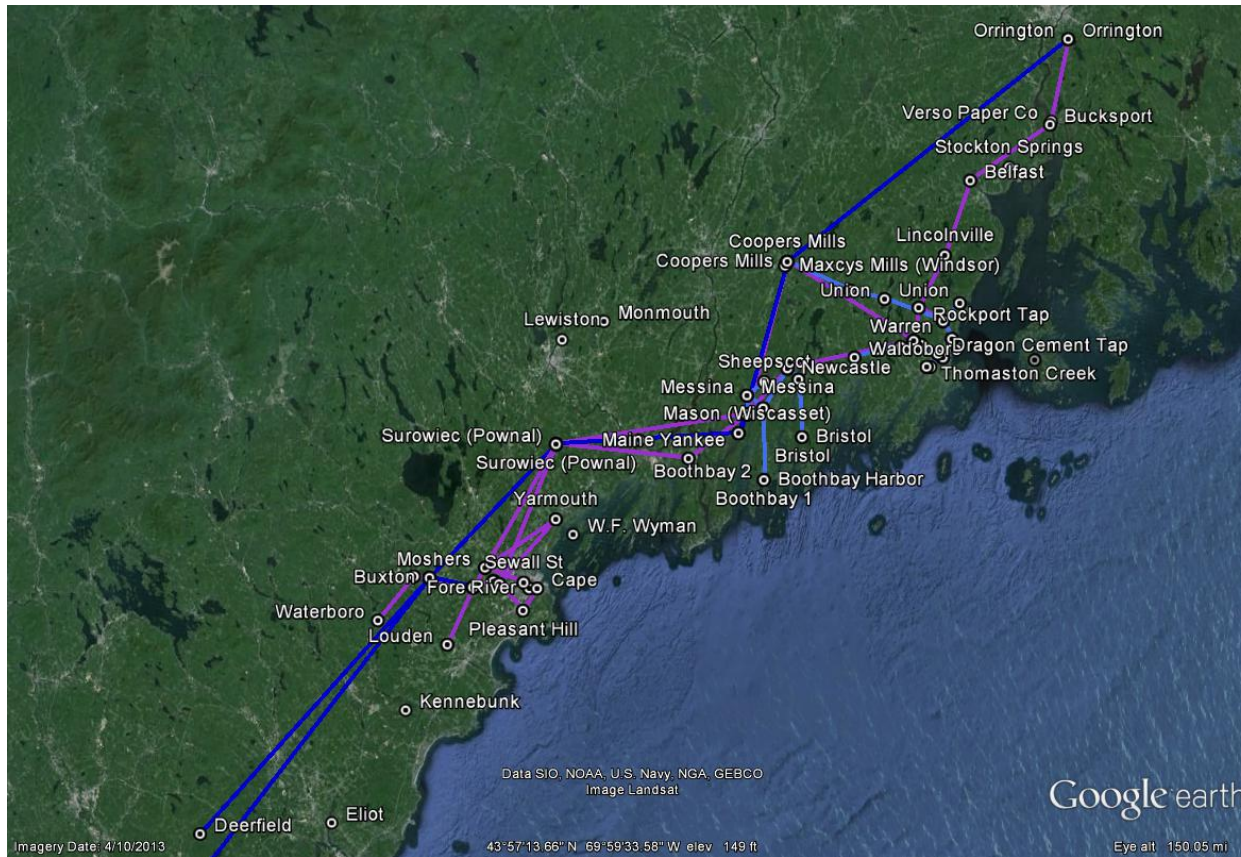 Orrington Orrington
Verso Paper Co Bucksport
Stockton Springs
Belfast
Lincolnville
Coopers Mills
Coopers Mills Maxcys Mills (Windsor)
Union Union
Lewiston Monmouth
Rockport Tap
Warren
Waldoboro Dragon Cement Tap
Sheepscot Newcastle Thomaston Creek
Messina Messina
Mason (Wiscasset)
Surowiec (Pownal) Maine Yankee Bristol
Bristol
Surowiec (Pownal) Boothbay 2
Boothbay Harbor
Boothbay 1
Yarmouth
W.F. Wyman
Moshers Sewall St
Buxton Fore River Cape
Waterboro
Pleasant Hill
Louden
Kennebunk
Data SIO, NOAA, U.S. Navy, NGA, GEBCO
Image Landsat
Google earth
Eliot
Deerfield
Imagery Date: 4/10/2013 43°57'13.66" N 69°59'33.58" W elev 149 ft Eye alt 150.05 mi